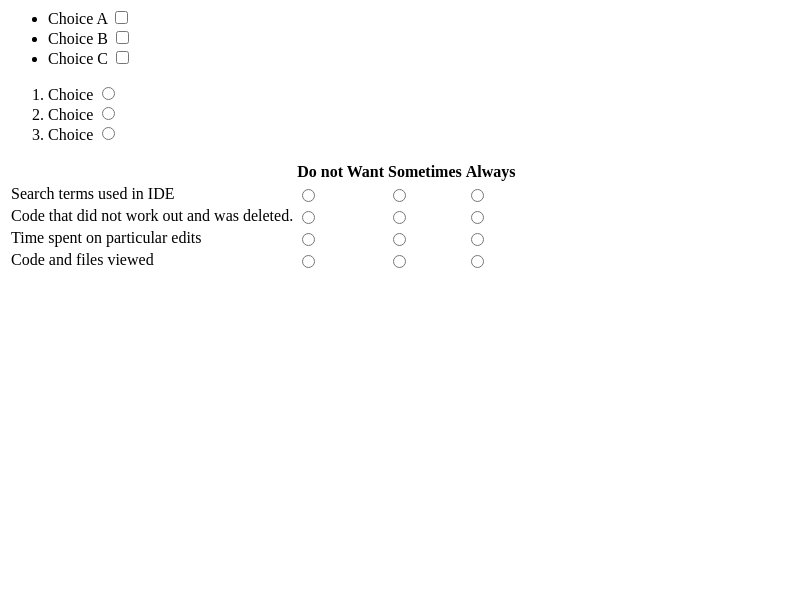 Choice A
Choice B
Choice C
1. Choice
2. Choice
3. Choice
Do not Want Sometimes Always
Search terms used in IDE
Code that did not work out and was deleted.
Time spent on particular edits
Code and files viewed